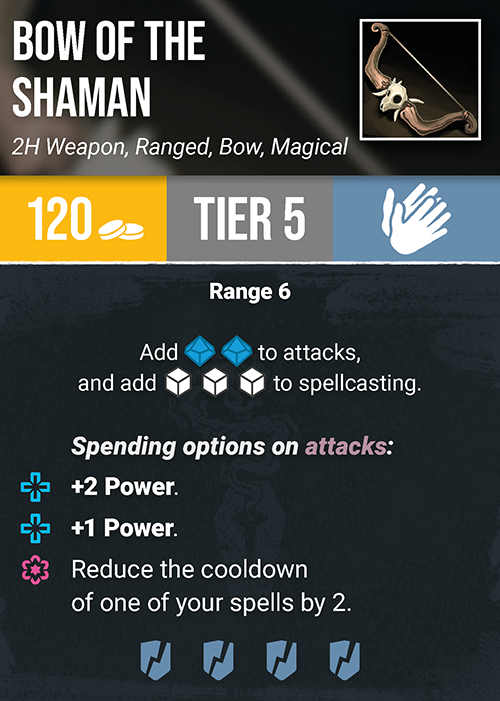 BOW OF THE
SHAMAN
2H Weapon, Ranged, Bow, Magical
120
TIER 5
Range 6
Add to attacks,
and add to spellcasting.
Spending options on attacks:
+2 Power.
+1 Power.
Reduce the cooldown
of one of your spells by 2.